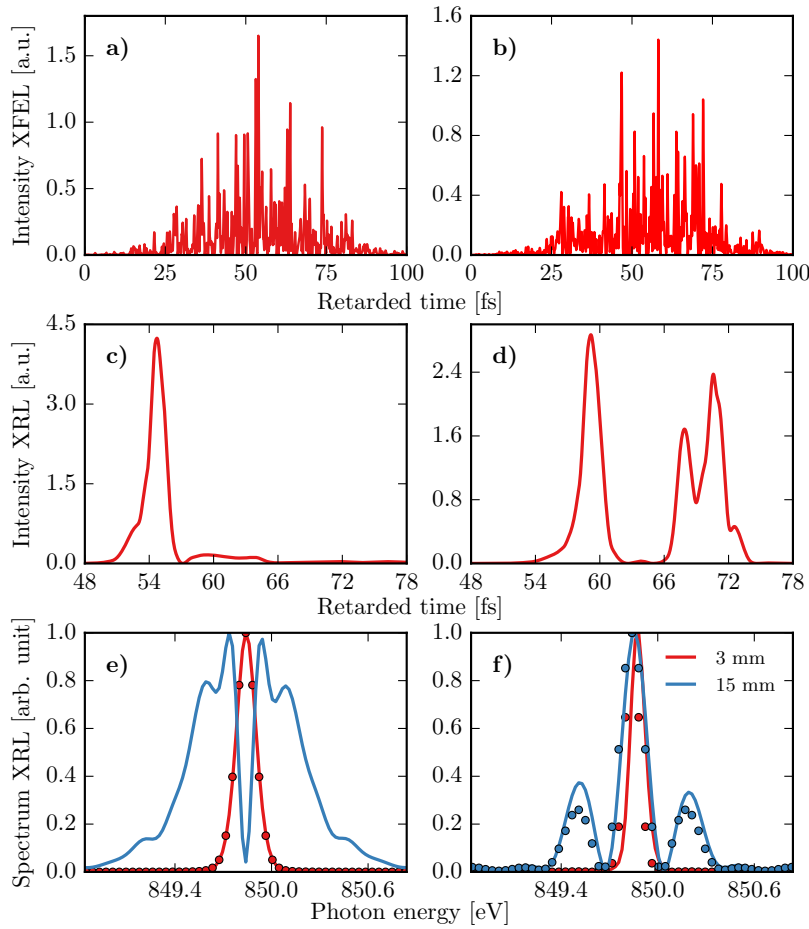 Intensity XFEL [a.u.]
a)
1.5
1.0
0.5
0.0
0 25 50 75 100
b)
1.6
1.2
0.8
0.4
0.0
0 25 50 75 100
Retarded time [fs]
Intensity XRL [a.u.]
c)
4.5
3.0
1.5
0.0
48 54 60 66 72 78
d)
2.4
1.6
0.8
0.0
48 54 60 66 72 78
Retarded time [fs]
Spectrum XRL [arb. unit]
e)
1.0
0.8
0.6
0.4
0.2
0.0
849.4 850.0 850.6
f)
3 mm
15 mm
1.0
0.8
0.6
0.4
0.2
0.0
849.4 850.0 850.6
Photon energy [eV]